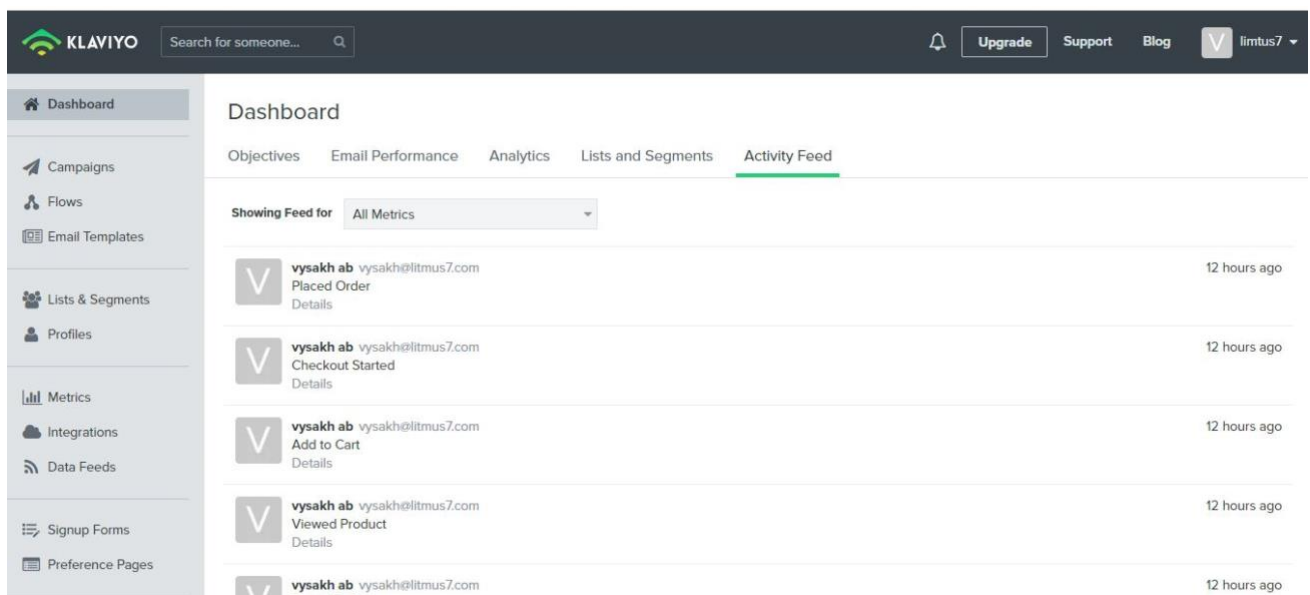 KLAVIYO
Search for someone...
Upgrade
Support
Blog
V
limtus7
Dashboard
Campaigns
Flows
Email Templates
Lists & Segments
Profiles
Metrics
Integrations
Data Feeds
Signup Forms
Preference Pages
Dashboard
Objectives
Email Performance
Analytics
Lists and Segments
Activity Feed
Showing Feed for
All Metrics
V
vysakh ab vysakh@litmus7.com
12 hours ago
Placed Order
Details
V
vysakh ab vysakh@litmus7.com
12 hours ago
Checkout Started
Details
V
vysakh ab vysakh@litmus7.com
12 hours ago
Add to Cart
Details
V
vysakh ab vysakh@litmus7.com
12 hours ago
Viewed Product
Details
V
vysakh ab vysakh@litmus7.com
12 hours ago